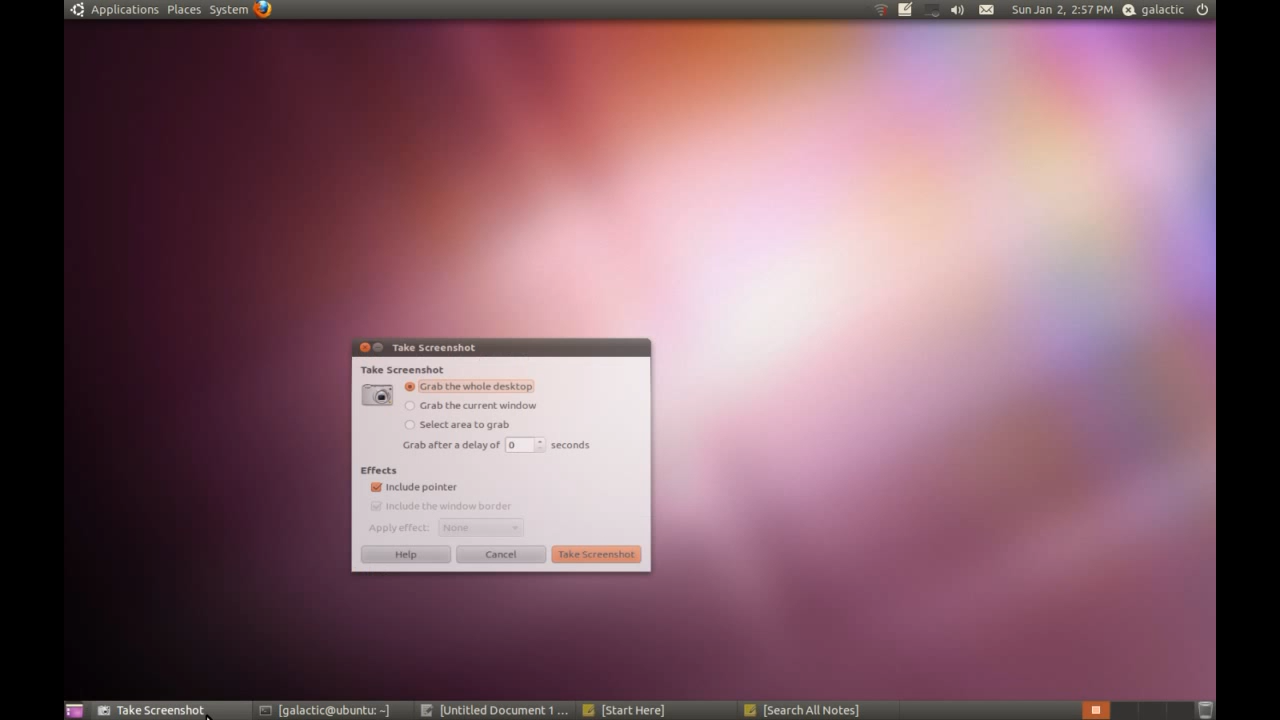 Applications Places System Sun Jan 2, 2:57 PM galactic
Take Screenshot
Take Screenshot
Grab the whole desktop
Grab the current window
Select area to grab
Grab after a delay of 0 seconds
Effects
Include pointer
Include the window border
Apply effect: None
Help Cancel Take Screenshot
Take Screenshot [galactic@ubuntu: ~] [Untitled Document 1 ... [Start Here] [Search All Notes]